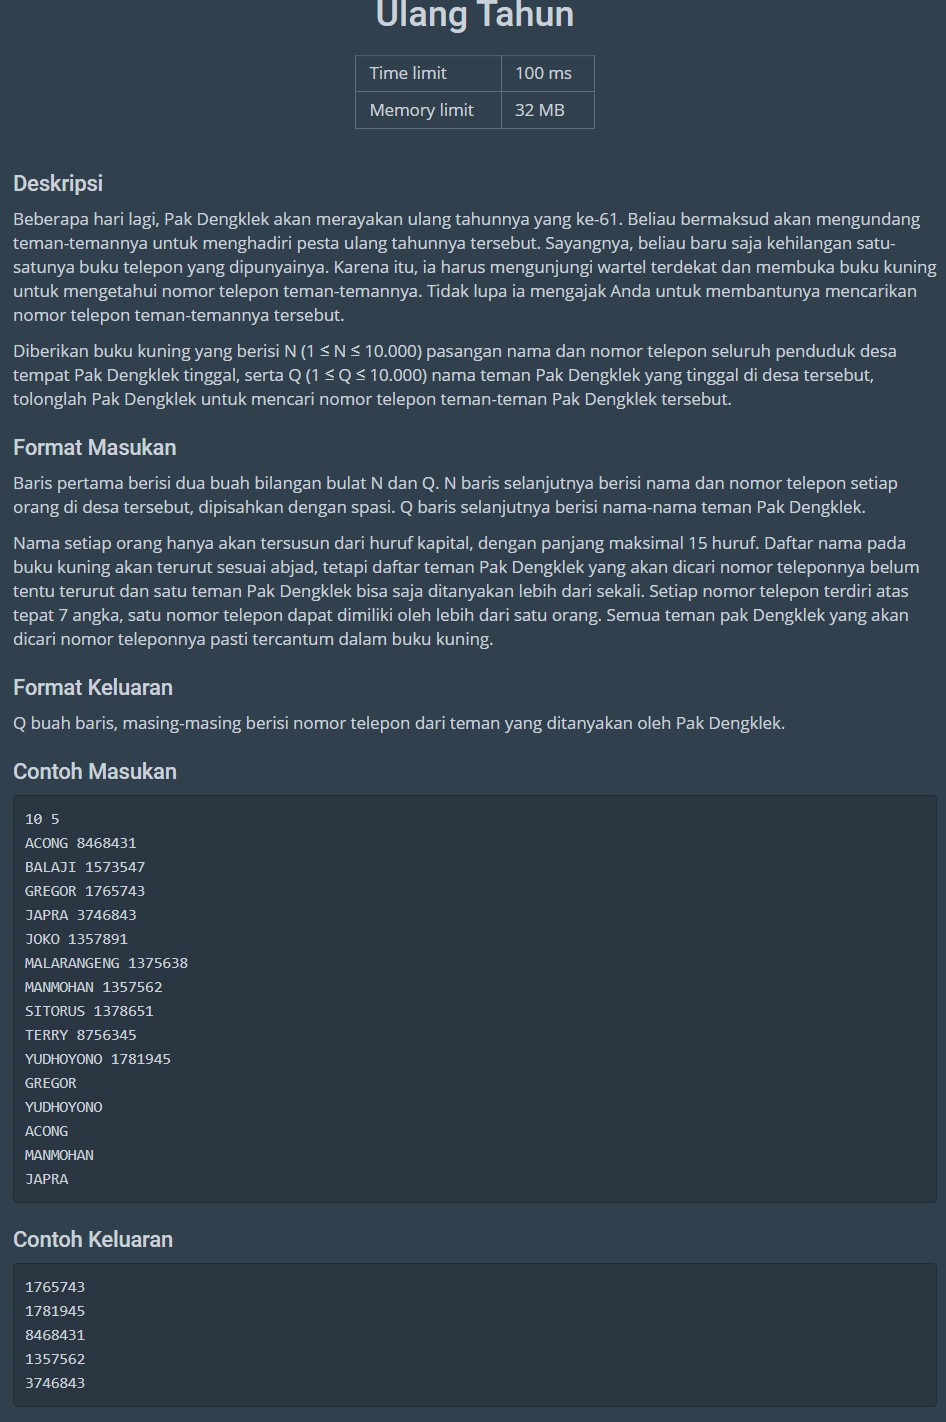 Ulang Tahun
Time limit 100 ms
Memory limit 32 MB
Deskripsi
Beberapa hari lagi, Pak Dengklek akan merayakan ulang tahunnya yang ke-61. Beliau bermaksud akan mengundang
teman-temannya untuk menghadiri pesta ulang tahunnya tersebut. Sayangnya, beliau baru saja kehilangan satu-
satunya buku telepon yang dipunyainya. Karena itu, ia harus mengunjungi wartel terdekat dan membuka buku kuning
untuk mengetahui nomor telepon teman-temannya. Tidak lupa ia mengajak Anda untuk membantunya mencarikan
nomor telepon teman-temannya tersebut.
Diberikan buku kuning yang berisi N (1 ≤ N ≤ 10.000) pasangan nama dan nomor telepon seluruh penduduk desa
tempat Pak Dengklek tinggal, serta Q (1 ≤ Q ≤ 10.000) nama teman Pak Dengklek yang tinggal di desa tersebut,
tolonglah Pak Dengklek untuk mencari nomor telepon teman-teman Pak Dengklek tersebut.
Format Masukan
Baris pertama berisi dua buah bilangan bulat N dan Q. N baris selanjutnya berisi nama dan nomor telepon setiap
orang di desa tersebut, dipisahkan dengan spasi. Q baris selanjutnya berisi nama-nama teman Pak Dengklek.
Nama setiap orang hanya akan tersusun dari huruf kapital, dengan panjang maksimal 15 huruf. Daftar nama pada
buku kuning akan terurut sesuai abjad, tetapi daftar teman Pak Dengklek yang akan dicari nomor teleponnya belum
tentu terurut dan satu teman Pak Dengklek bisa saja ditanyakan lebih dari sekali. Setiap nomor telepon terdiri atas
tepat 7 angka, satu nomor telepon dapat dimiliki oleh lebih dari satu orang. Semua teman pak Dengklek yang akan
dicari nomor teleponnya pasti tercantum dalam buku kuning.
Format Keluaran
Q buah baris, masing-masing berisi nomor telepon dari teman yang ditanyakan oleh Pak Dengklek.
Contoh Masukan
10 5
ACONG 8468431
BALAJI 1573547
GREGOR 1765743
JAPRA 3746843
JOKO 1357891
MALARANGENG 1375638
MANMOHAN 1357562
SITORUS 1378651
TERRY 8756345
YUDHOYONO 1781945
GREGOR
YUDHOYONO
ACONG
MANMOHAN
JAPRA
Contoh Keluaran
1765743
1781945
8468431
1357562
3746843